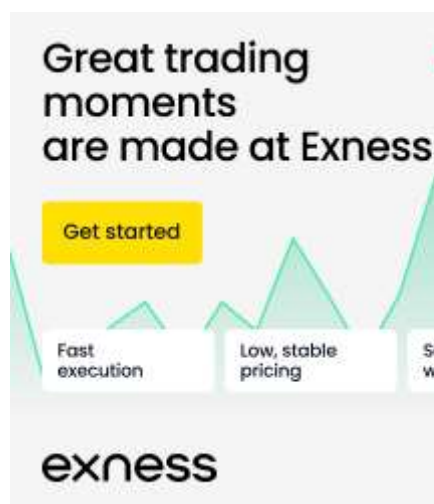 Great trading
moments
are made at Exness
Get started
Fast
execution
Low, stable
pricing
exness